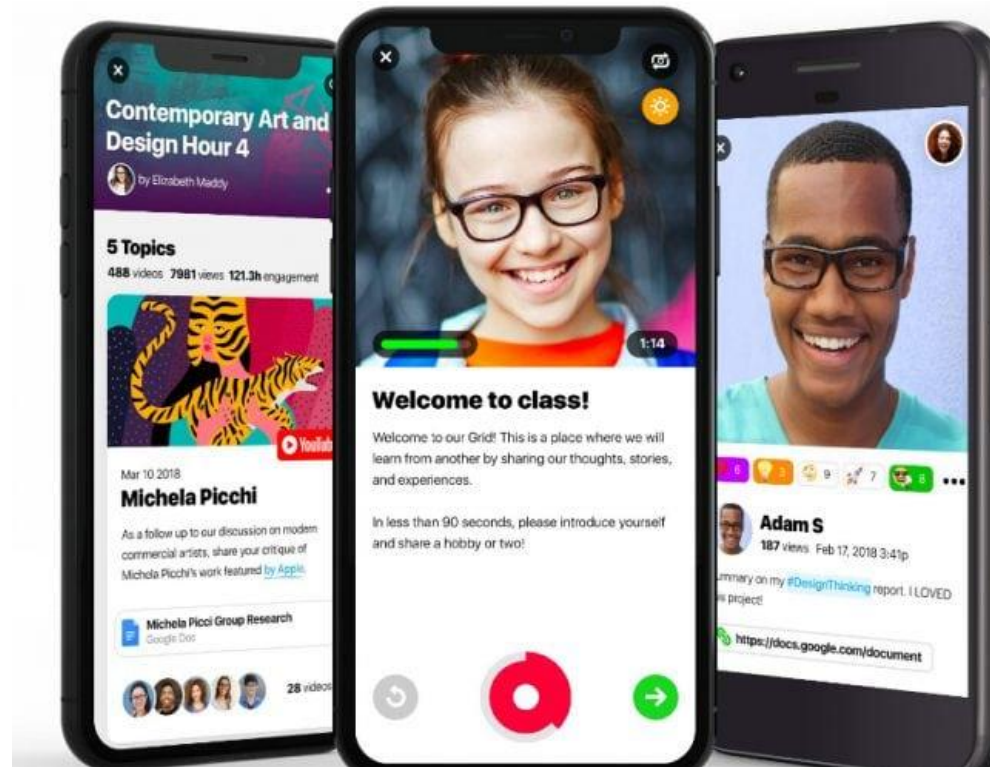 Contemporary Art and
Design Hour 4
by Elizabeth Maddy
5 Topics
488 videos 7981 views 121.3h engagement
YouTube
Mar 10 2018
Michela Picchi
As a follow up to our discussion on modern
commercial artists, share your critique of
Michela Picchi's work featured by Apple.
Michela Picci Group Research
Google Doc
28 videos
1:14
Welcome to class!
Welcome to our Grid! This is a place where we will
learn from another by sharing our thoughts, stories,
and experiences.
In less than 90 seconds, please introduce yourself
and share a hobby or two!
6 3 9 7 8
Adam S
187 views Feb 17, 2018 3:41p
my #DesignThinking report. I LOVED
project!
https://docs.google.com/document